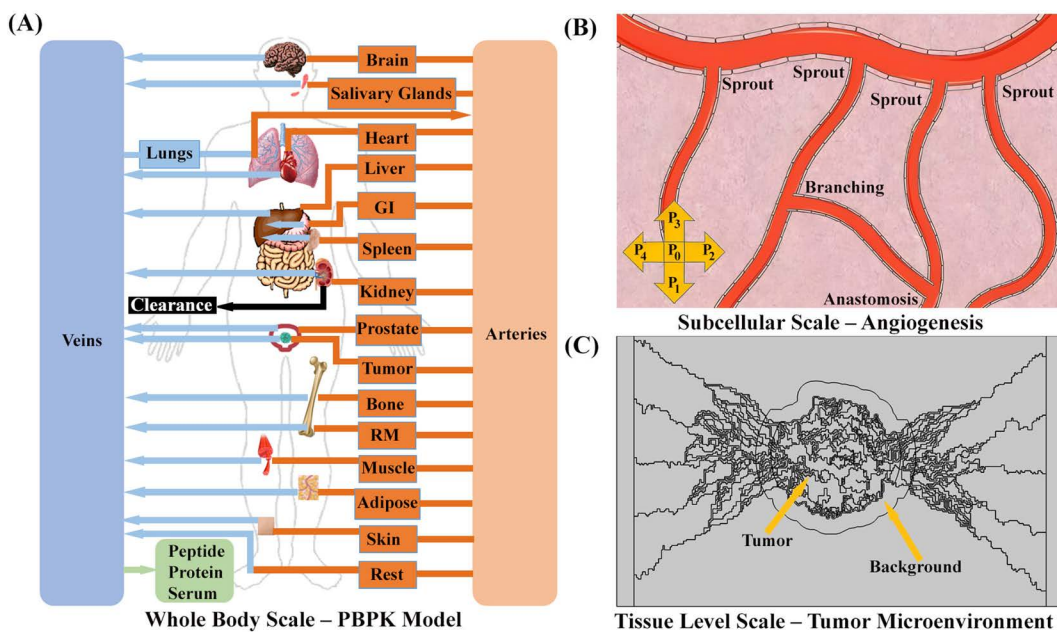 (A)
Brain
Salivary Glands
Heart
Lungs
Liver
GI
Spleen
Kidney
Clearance
Prostate
Veins
Arteries
Tumor
Bone
RM
Muscle
Adipose
Skin
Peptide
Protein
Serum
Rest
Whole Body Scale – PBPK Model
(B)
Sprout
Sprout
Sprout
Sprout
Branching
P3
P4 P0 P2
P1
Anastomosis
Subcellular Scale – Angiogenesis
(C)
Tumor
Background
Tissue Level Scale – Tumor Microenvironment